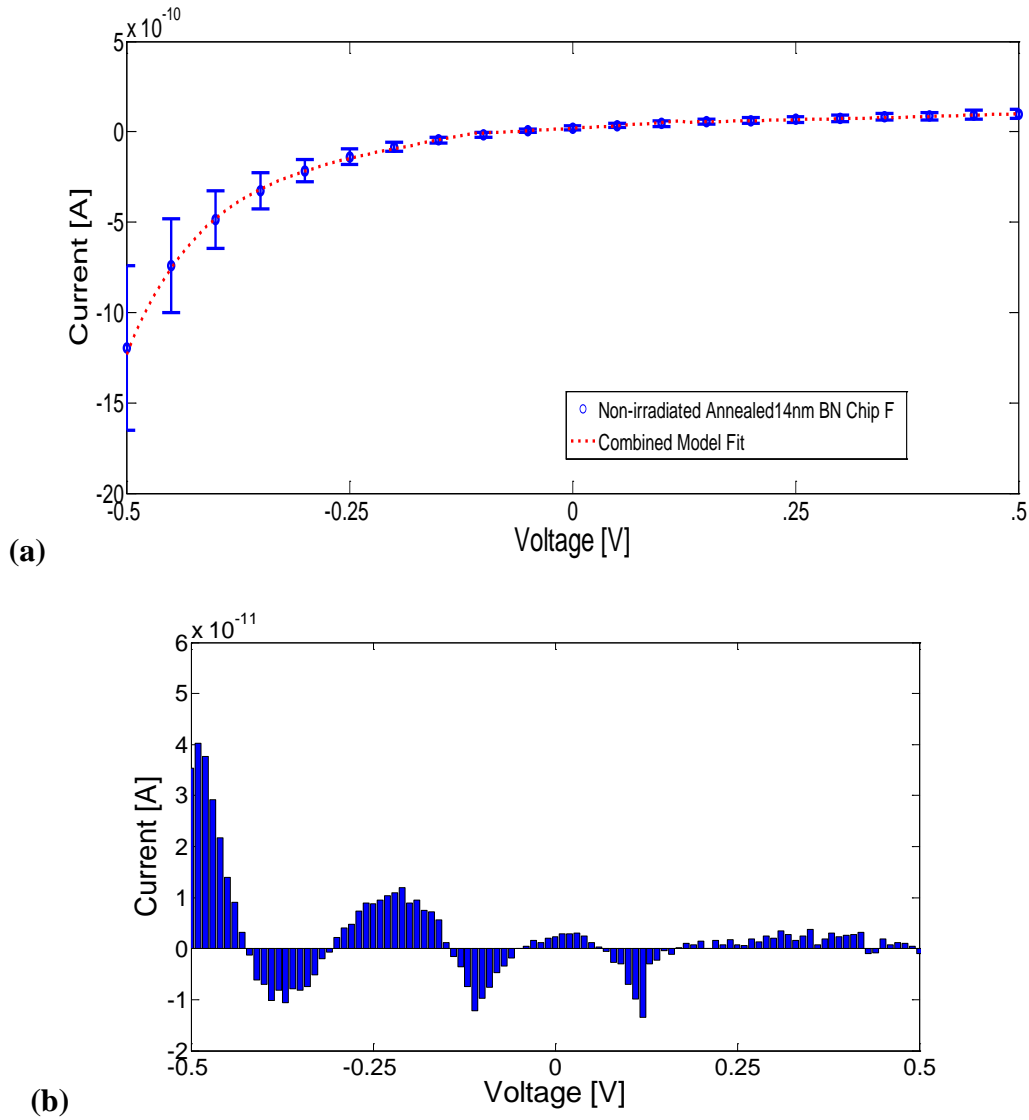 5 x 10^-10
0
-5
-10
-15
-20
Current [A]
Non-irradiated Annealed14nm BN Chip F
Combined Model Fit
-0.5 -0.25 0 .25 .5
Voltage [V]
(a)
6 x 10^-11
5
4
3
2
1
0
-1
-2
Current [A]
-0.5 -0.25 0 0.25 0.5
Voltage [V]
(b)